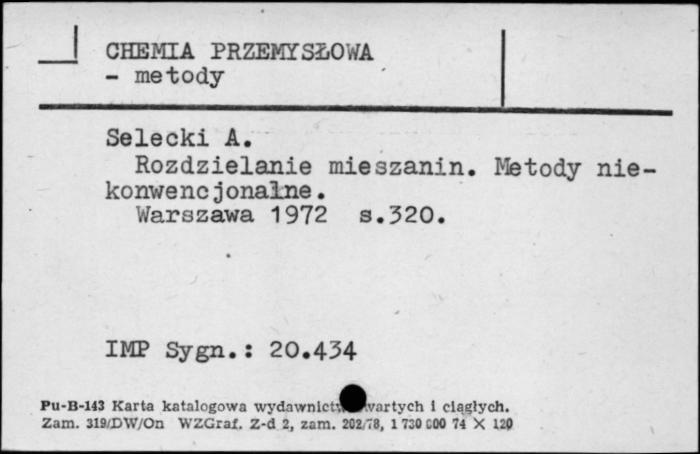 CHEMIA PRZEMYSŁOWA
- metody
Selecki A.
Rozdzielanie mieszanin. Metody nie-
konwencjonalne.
Warszawa 1972 s.320.
IMP Sygn.: 20.434
Pu-B-143 Karta katalogowa wydawnictw zwartych i ciągłych.
Zam. 319/DW/On WZGraf. Z-d 2, zam. 202/78, 1 730 000 74 X 120